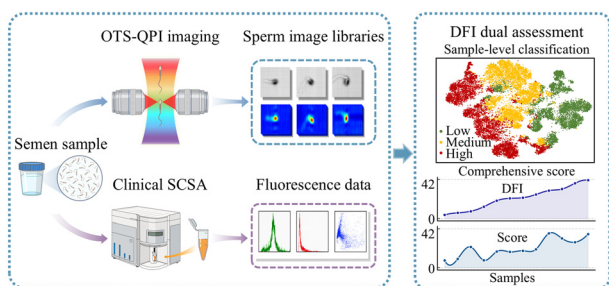 OTS-QPI imaging
Sperm image libraries
Semen sample
Clinical SCSA
Fluorescence data
DFI dual assessment
Sample-level classification
Low
Medium
High
Comprehensive score
42
DFI
0
42
Score
0
Samples